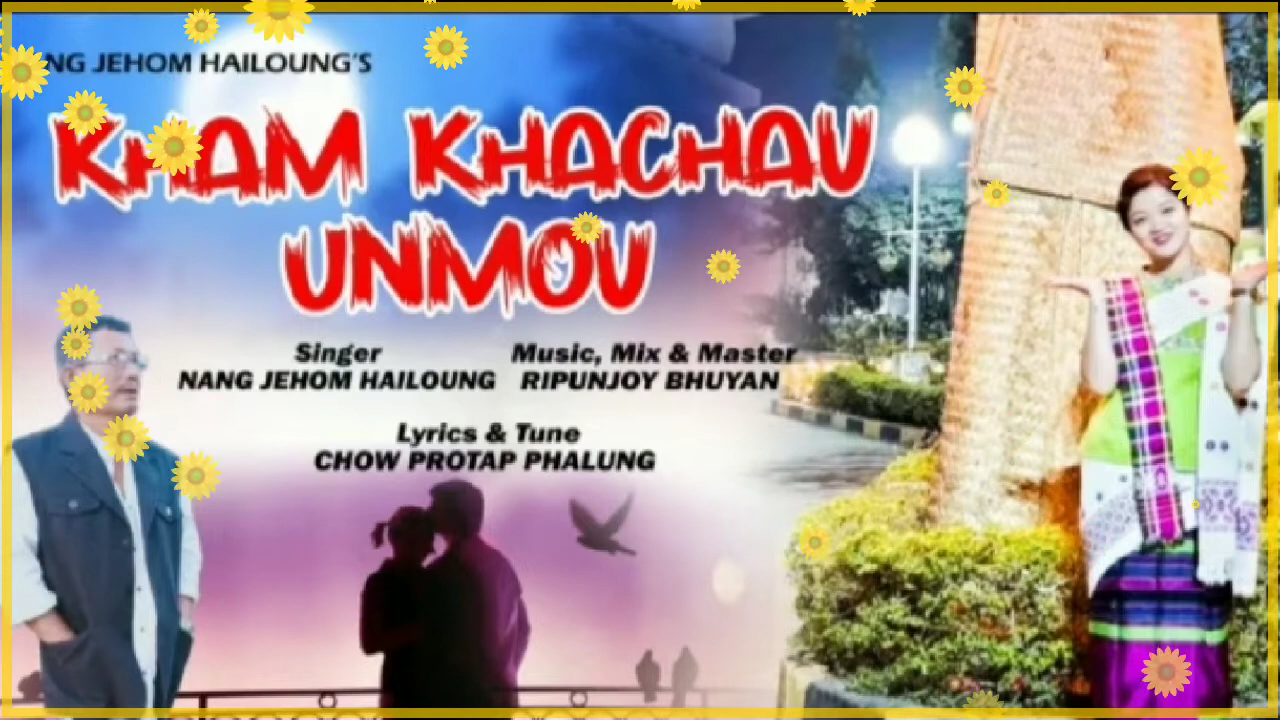 NG JEHOM HAILOUNG'S
KHAM KHACHAU
UNMOU
Singer
NANG JEHOM HAILOUNG
Music, Mix & Master
RIPUNJOY BHUYAN
Lyrics & Tune
CHOW PROTAP PHALUNG